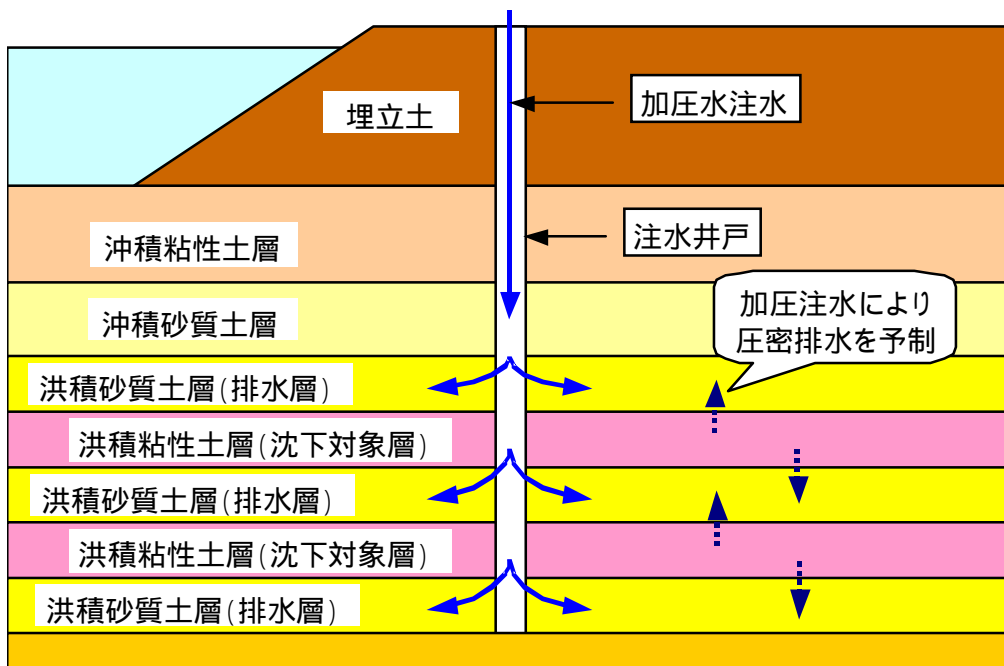 埋立土
加圧水注水
沖積粘性土層
注水井戸
沖積砂質土層
加圧注水により
圧密排水を予制
洪積砂質土層(排水層)
洪積粘性土層(沈下対象層)
洪積砂質土層(排水層)
洪積粘性土層(沈下対象層)
洪積砂質土層(排水層)